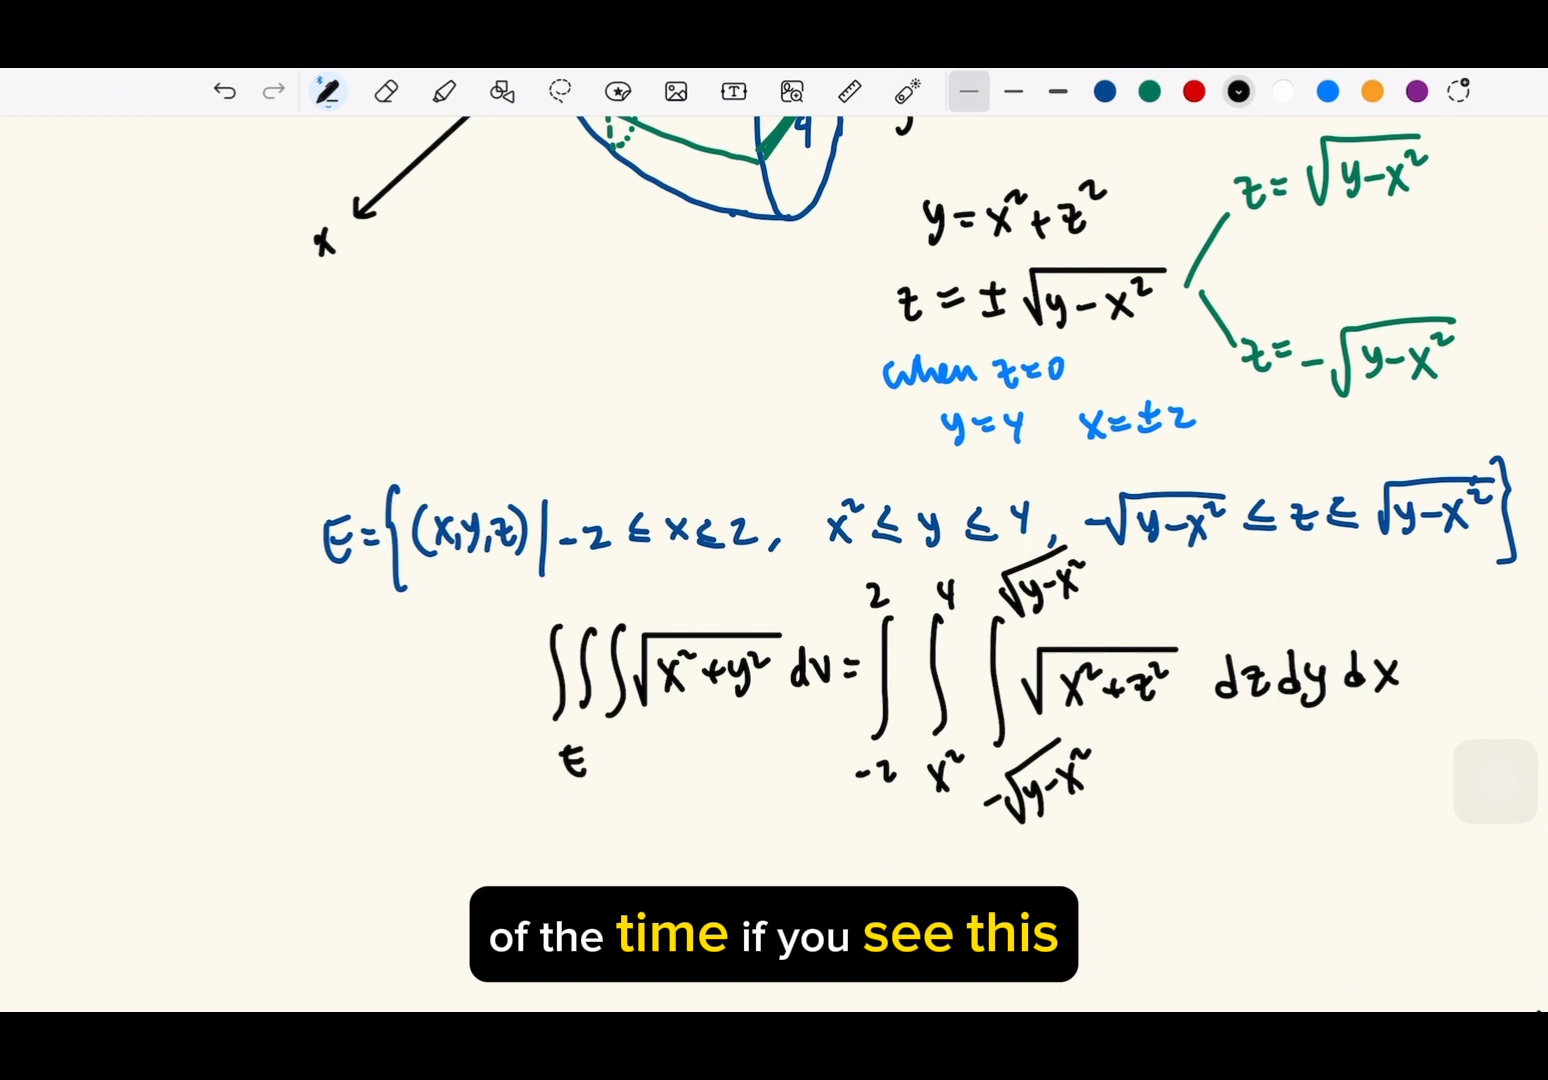 4
y = x² + z²
z = ± √(y - x²)
z = √(y - x²)
z = - √(y - x²)
x
when z = 0
y = 4 x = ± 2
E = {(x,y,z) | -2 ≤ x ≤ 2, x² ≤ y ≤ 4, -√(y-x²) ≤ z ≤ √(y-x²)}
∭_E √(x² + y²) dV = ∫_{-2}^{2} ∫_{x²}^{4} ∫_{-√(y-x²)}^{√(y-x²)} √(x² + z²) dz dy dx
of the time if you see this